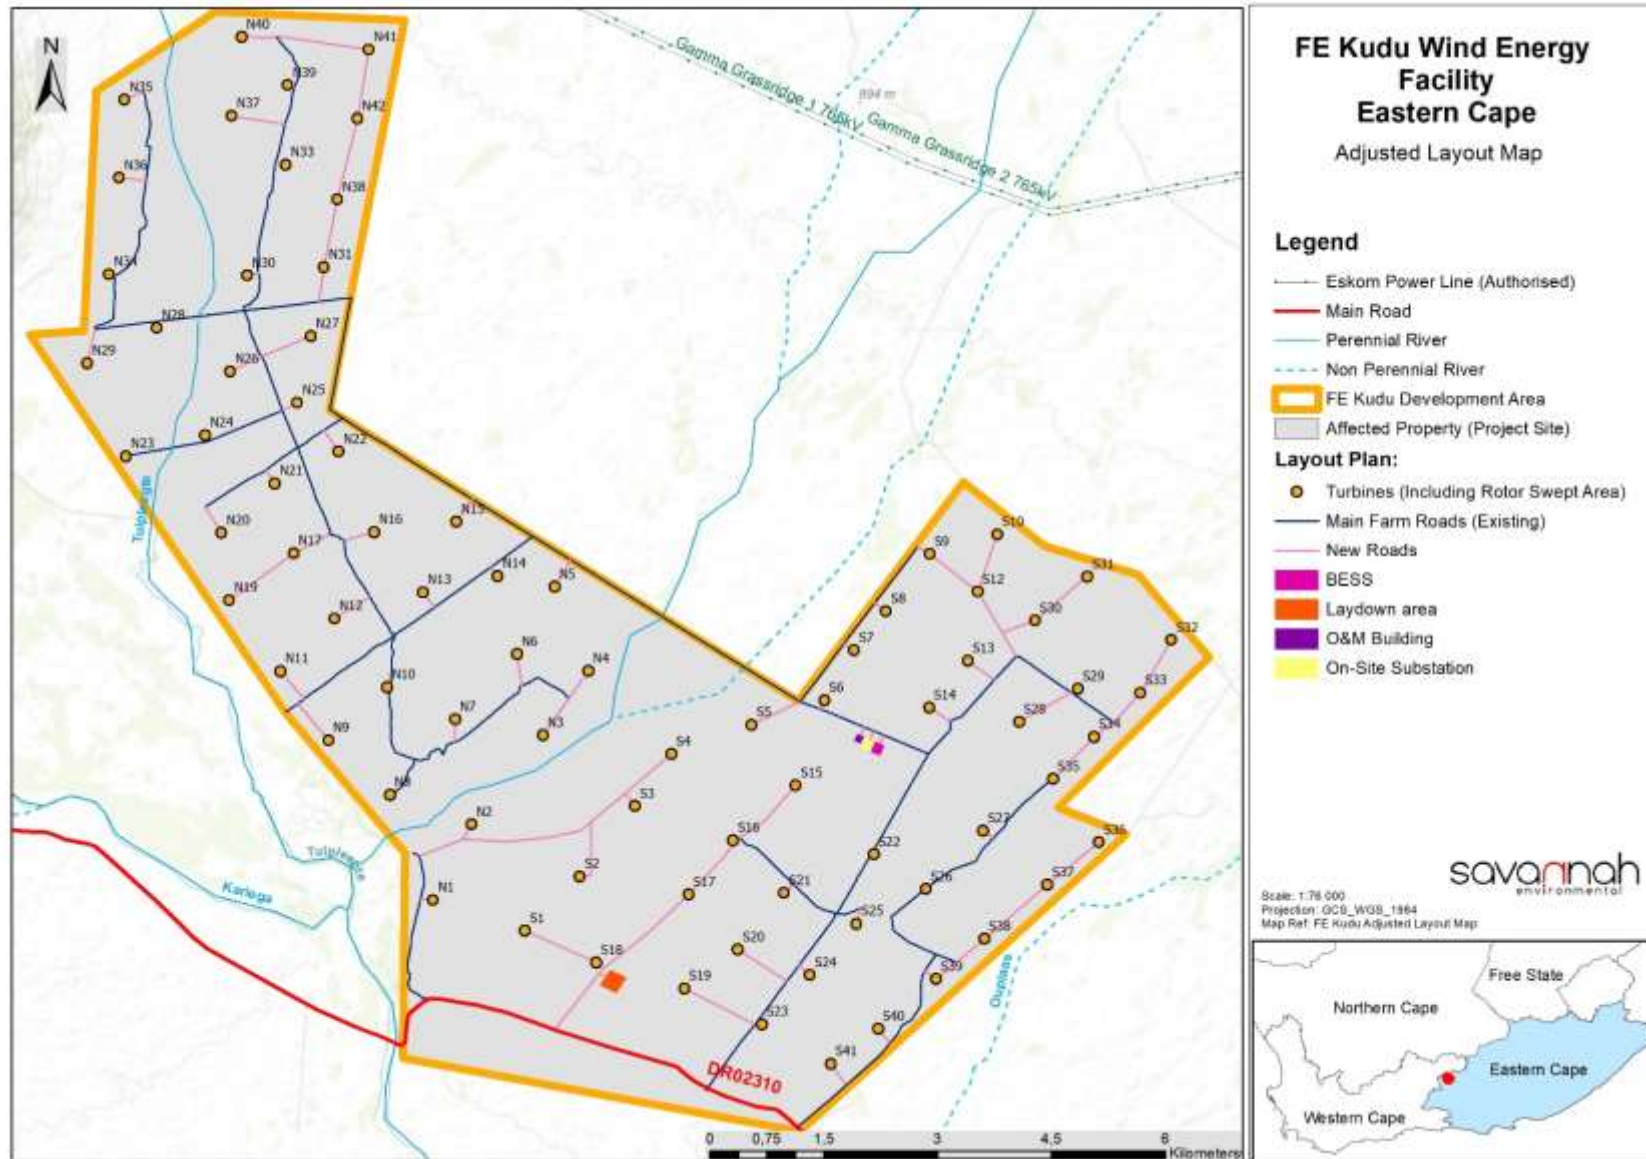 N
N40
N41
N39
N35
N37
N42
N36
N33
N38
N34
N30
N31
N28
N27
N29
N26
N25
N24
N23
N22
N21
N20
N16
N15
N17
N19
N13
N14
N5
N12
N11
N6
N4
N10
N7
N3
N9
N8
N2
N1
Gamma Grassridge 1 765kV
894 m
Gamma Grassridge 2 765kV
Kariega
S10
S9
S31
S12
S8
S30
S32
S7
S13
S6
S29
S33
S14
S28
S5
S34
S4
S35
S15
S3
S27
S36
S16
S22
S2
S37
S17
S21
S26
S25
S1
S38
S20
S18
S24
S39
S19
S23
S40
S41
Ouplaas
DR02310
0 0,75 1,5 3 4,5 6
Kilometers
FE Kudu Wind Energy
Facility
Eastern Cape
Adjusted Layout Map
Legend
Eskom Power Line (Authorised)
Main Road
Perennial River
Non Perennial River
FE Kudu Development Area
Affected Property (Project Site)
Layout Plan:
Turbines (Including Rotor Swept Area)
Main Farm Roads (Existing)
New Roads
BESS
Laydown area
O&M Building
On-Site Substation
savannah
environmental
Scale: 1:76 000
Projection: GCS_WGS_1984
Map Ref: FE Kudu Adjusted Layout Map
Free State
Northern Cape
Eastern Cape
Western Cape